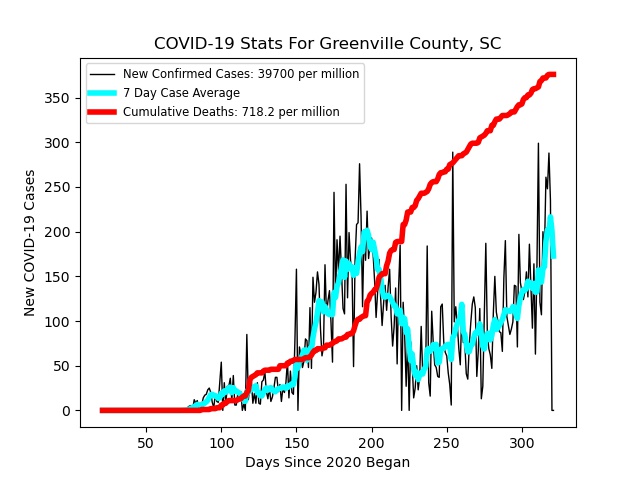 COVID-19 Stats For Greenville County, SC
New Confirmed Cases: 39700 per million
7 Day Case Average
Cumulative Deaths: 718.2 per million
New COVID-19 Cases
350
300
250
200
150
100
50
0
50 100 150 200 250 300
Days Since 2020 Began